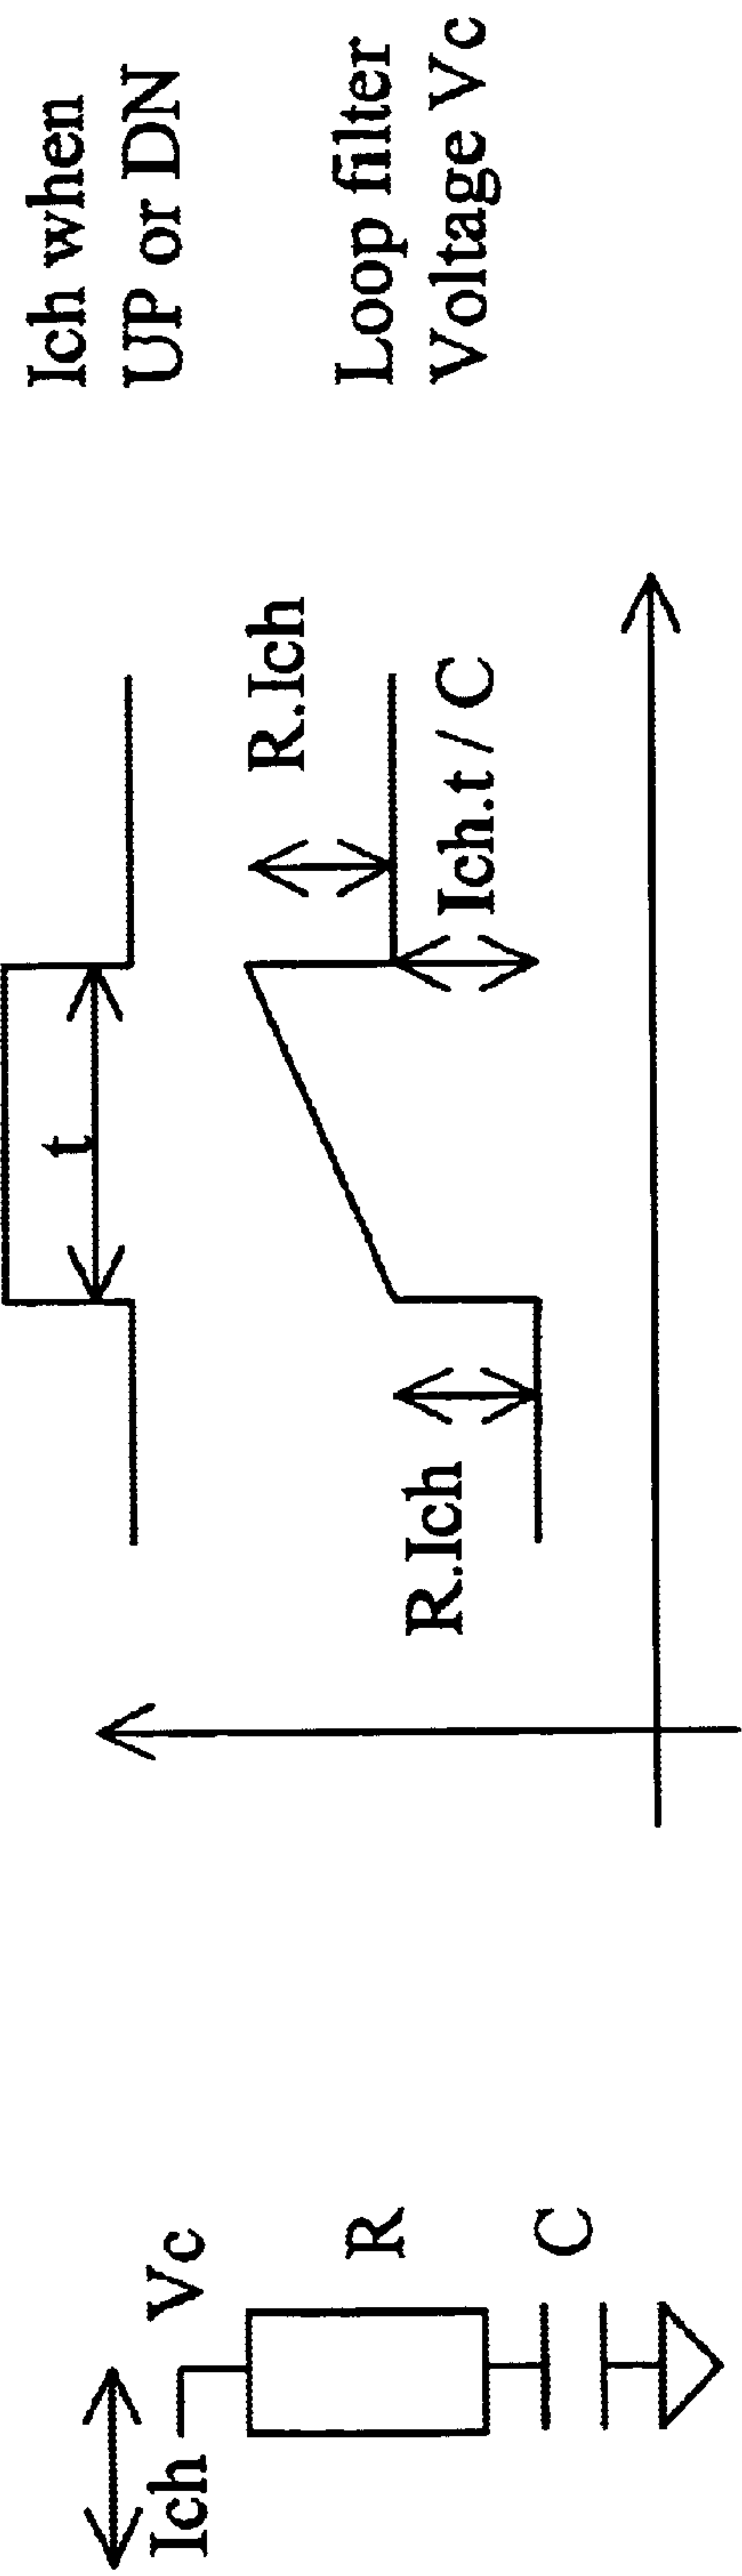 Ich
Vc
R
C
t
R.Ich
R.Ich
Ich.t / C
Ich when
UP or DN
Loop filter
Voltage Vc